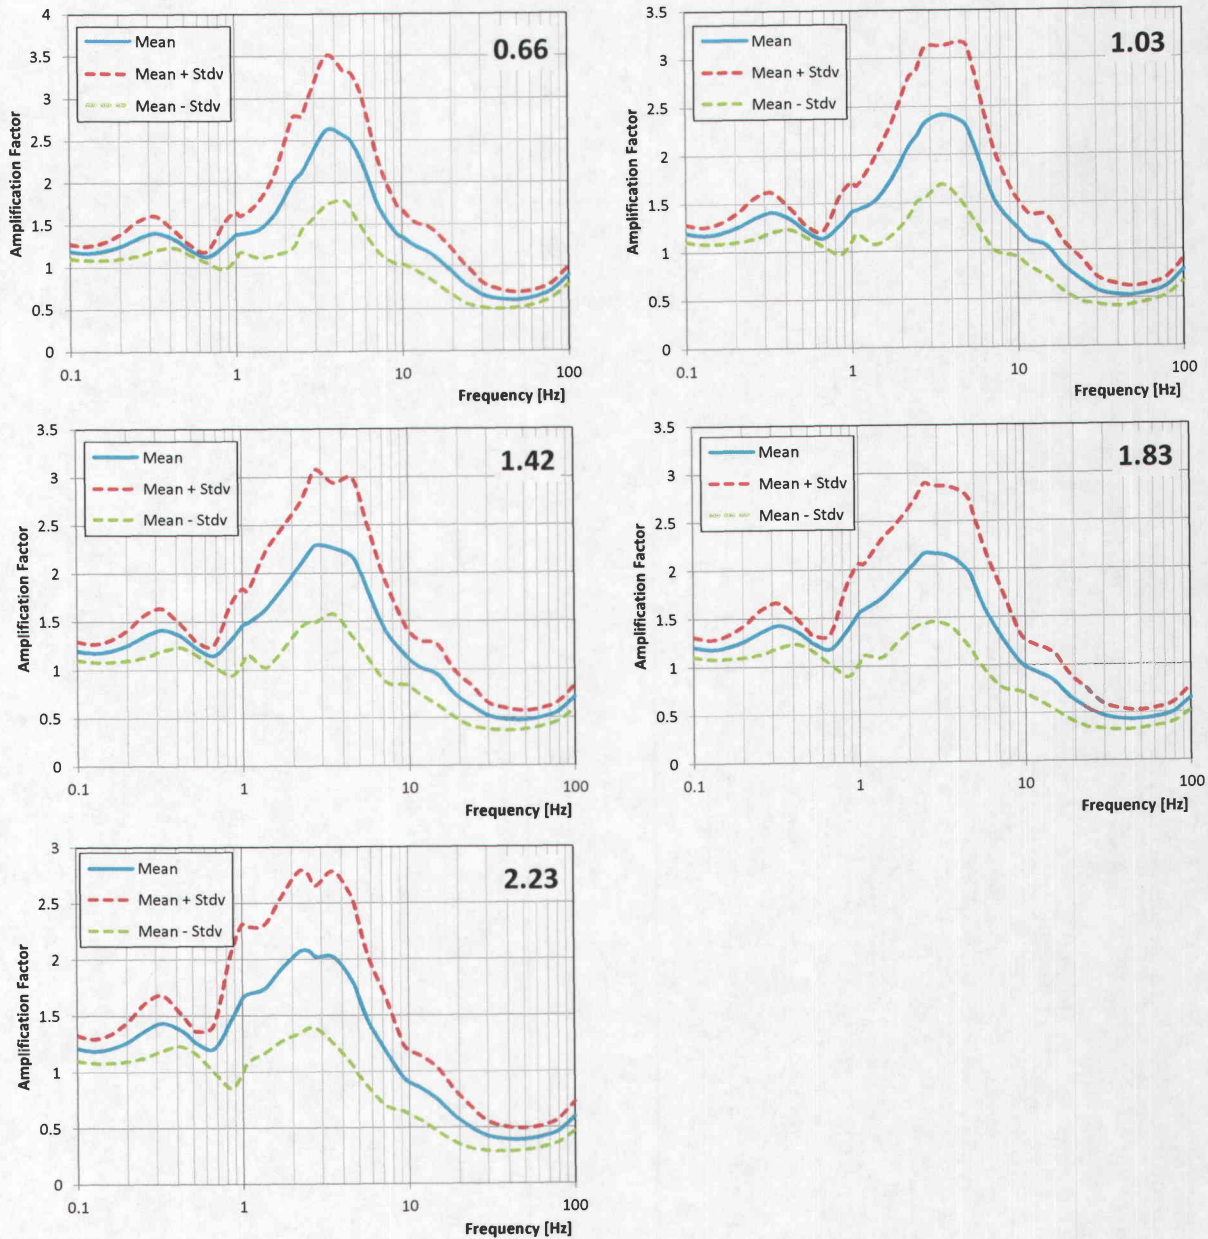 4
3.5
3
2.5
2
1.5
1
0.5
0
Amplification Factor
Mean
Mean + Stdv
Mean - Stdv
0.66
0.1
1
10
100
Frequency [Hz]
3.5
3
2.5
2
1.5
1
0.5
0
Amplification Factor
Mean
Mean + Stdv
Mean - Stdv
1.03
0.1
1
10
100
Frequency [Hz]
3.5
3
2.5
2
1.5
1
0.5
0
Amplification Factor
Mean
Mean + Stdv
Mean - Stdv
1.42
0.1
1
10
100
Frequency [Hz]
3.5
3
2.5
2
1.5
1
0.5
0
Amplification Factor
Mean
Mean + Stdv
Mean - Stdv
1.83
0.1
1
10
100
Frequency [Hz]
3
2.5
2
1.5
1
0.5
0
Amplification Factor
Mean
Mean + Stdv
Mean - Stdv
2.23
0.1
1
10
100
Frequency [Hz]